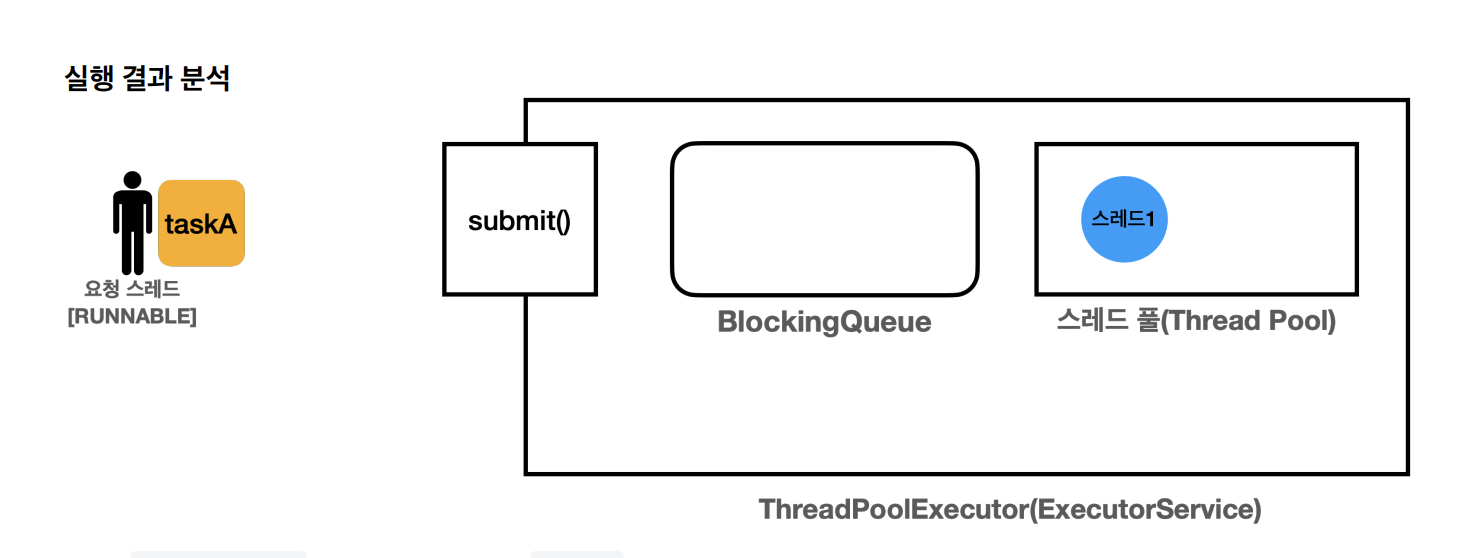 실행 결과 분석
taskA
submit()
스레드1
요청 스레드
[RUNNABLE]
BlockingQueue
스레드 풀(Thread Pool)
ThreadPoolExecutor(ExecutorService)